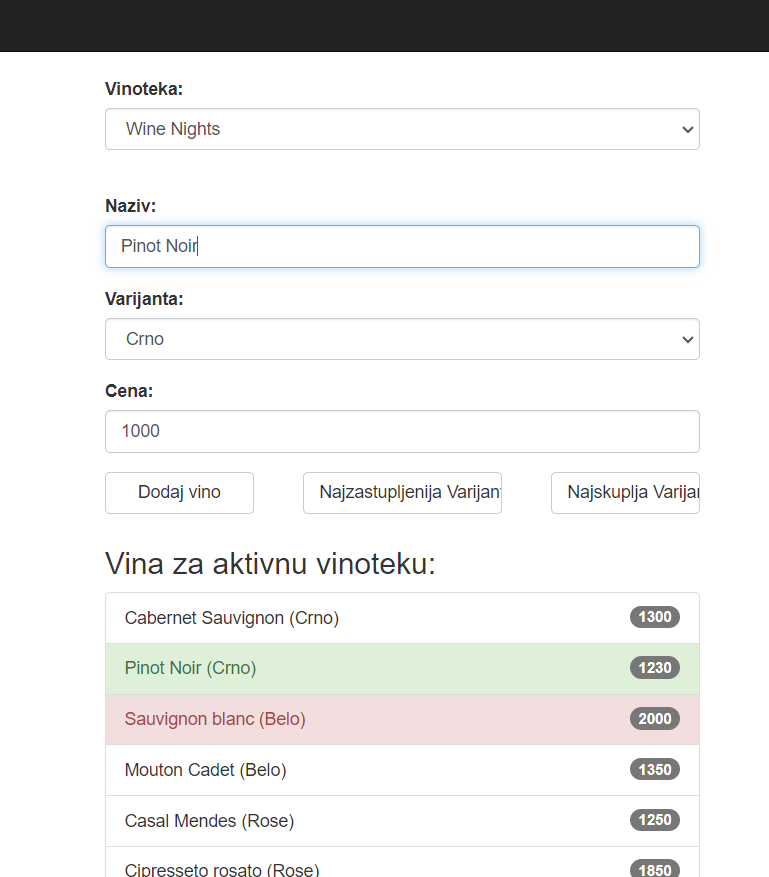 Vinoteka:
Wine Nights
Naziv:
Pinot Noir
Varijanta:
Crno
Cena:
1000
Dodaj vino Najzastupljenija Varijan Najskuplja Varija
Vina za aktivnu vinoteku:
Cabernet Sauvignon (Crno) 1300
Pinot Noir (Crno) 1230
Sauvignon blanc (Belo) 2000
Mouton Cadet (Belo) 1350
Casal Mendes (Rose) 1250
Cipresseto rosato (Rose) 1850